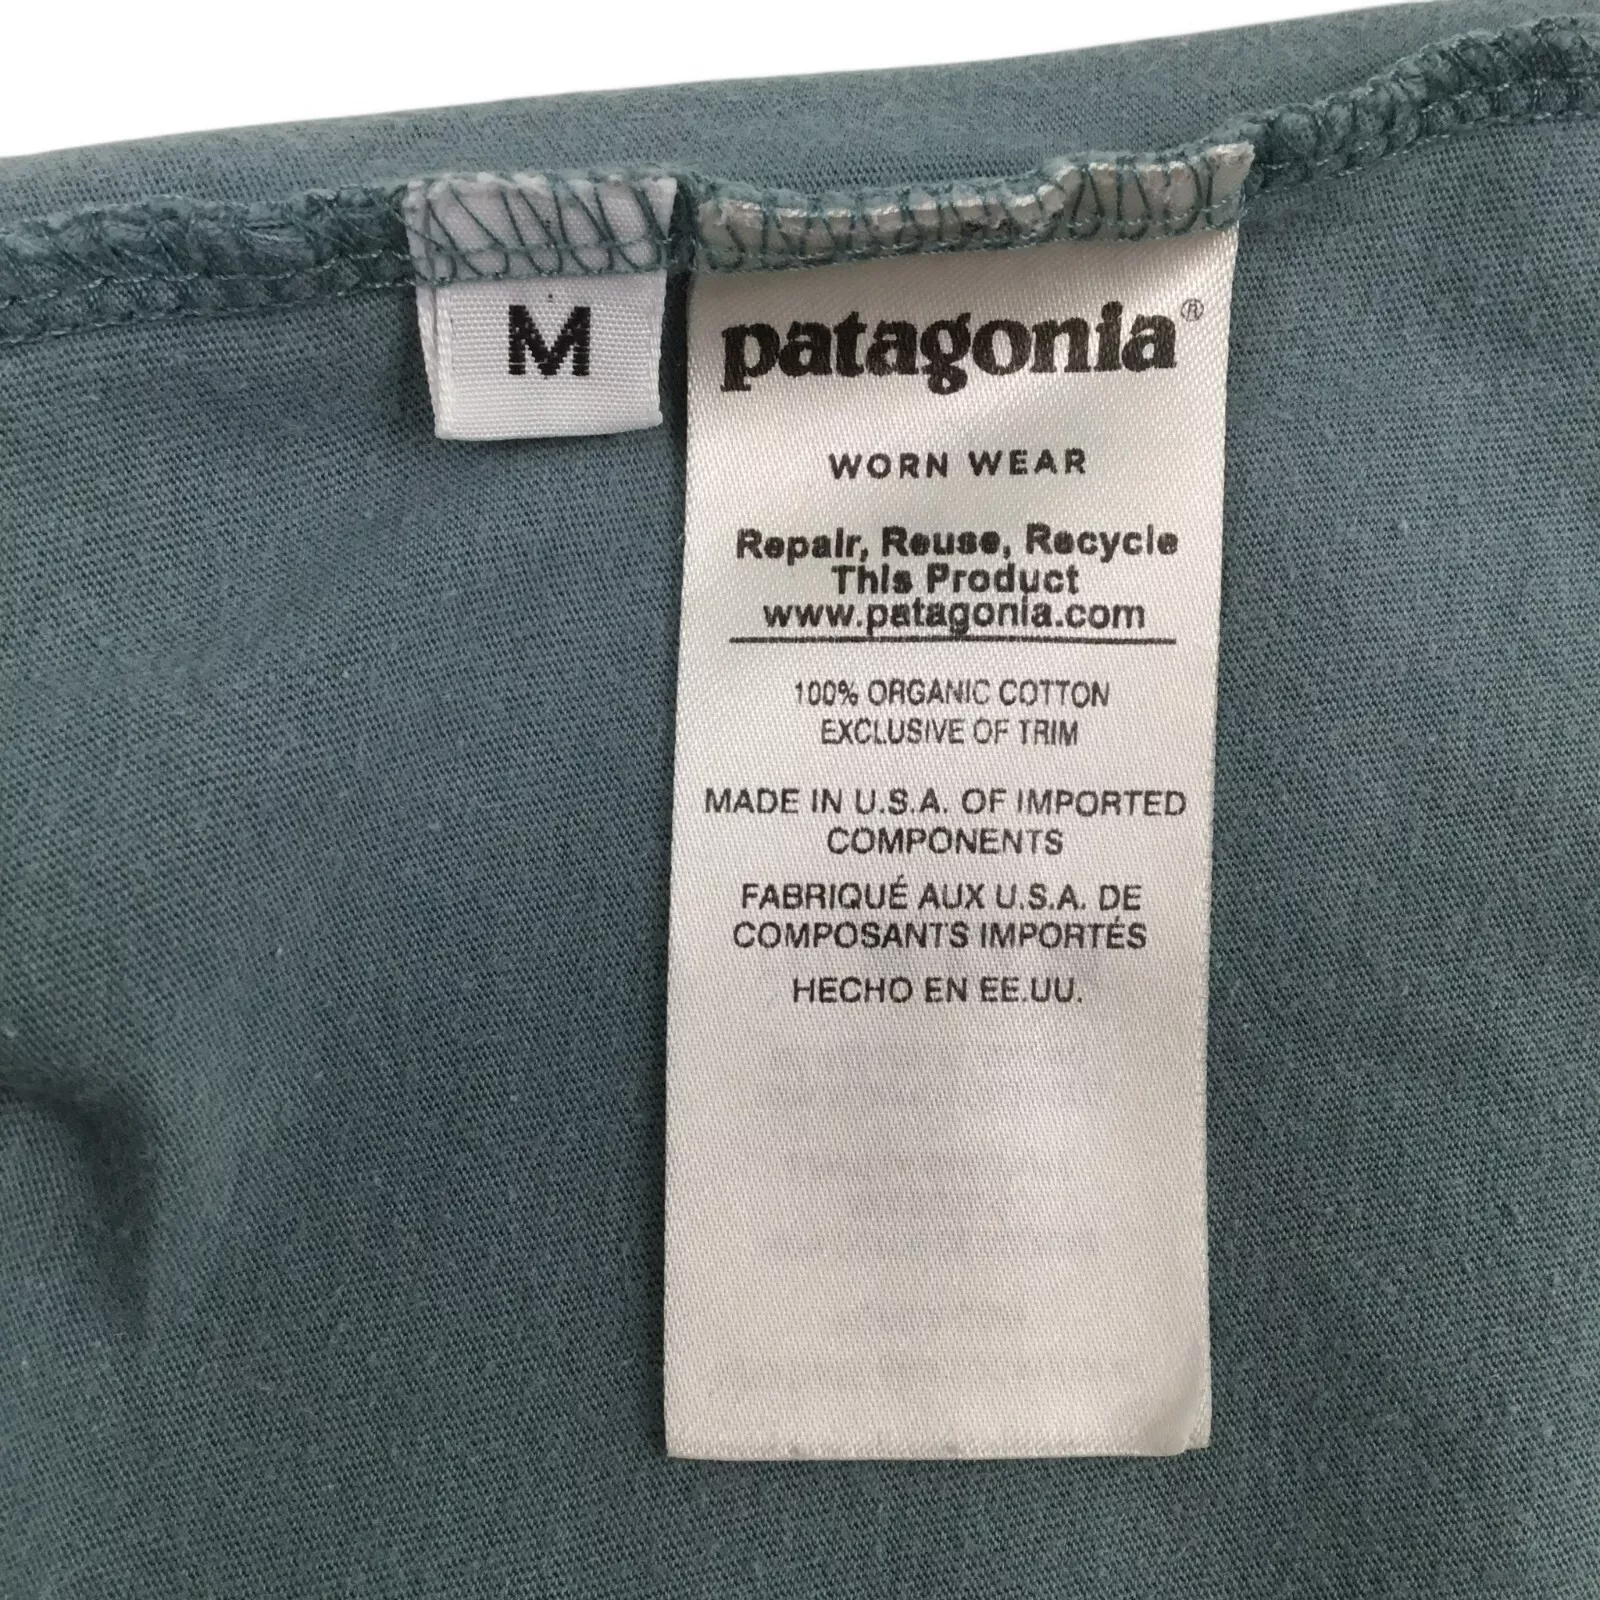 M
patagonia®
WORN WEAR
Repair, Reuse, Recycle
This Product
www.patagonia.com
100% ORGANIC COTTON
EXCLUSIVE OF TRIM
MADE IN U.S.A. OF IMPORTED
COMPONENTS
FABRIQUÉ AUX U.S.A. DE
COMPOSANTS IMPORTÉS
HECHO EN EE.UU.